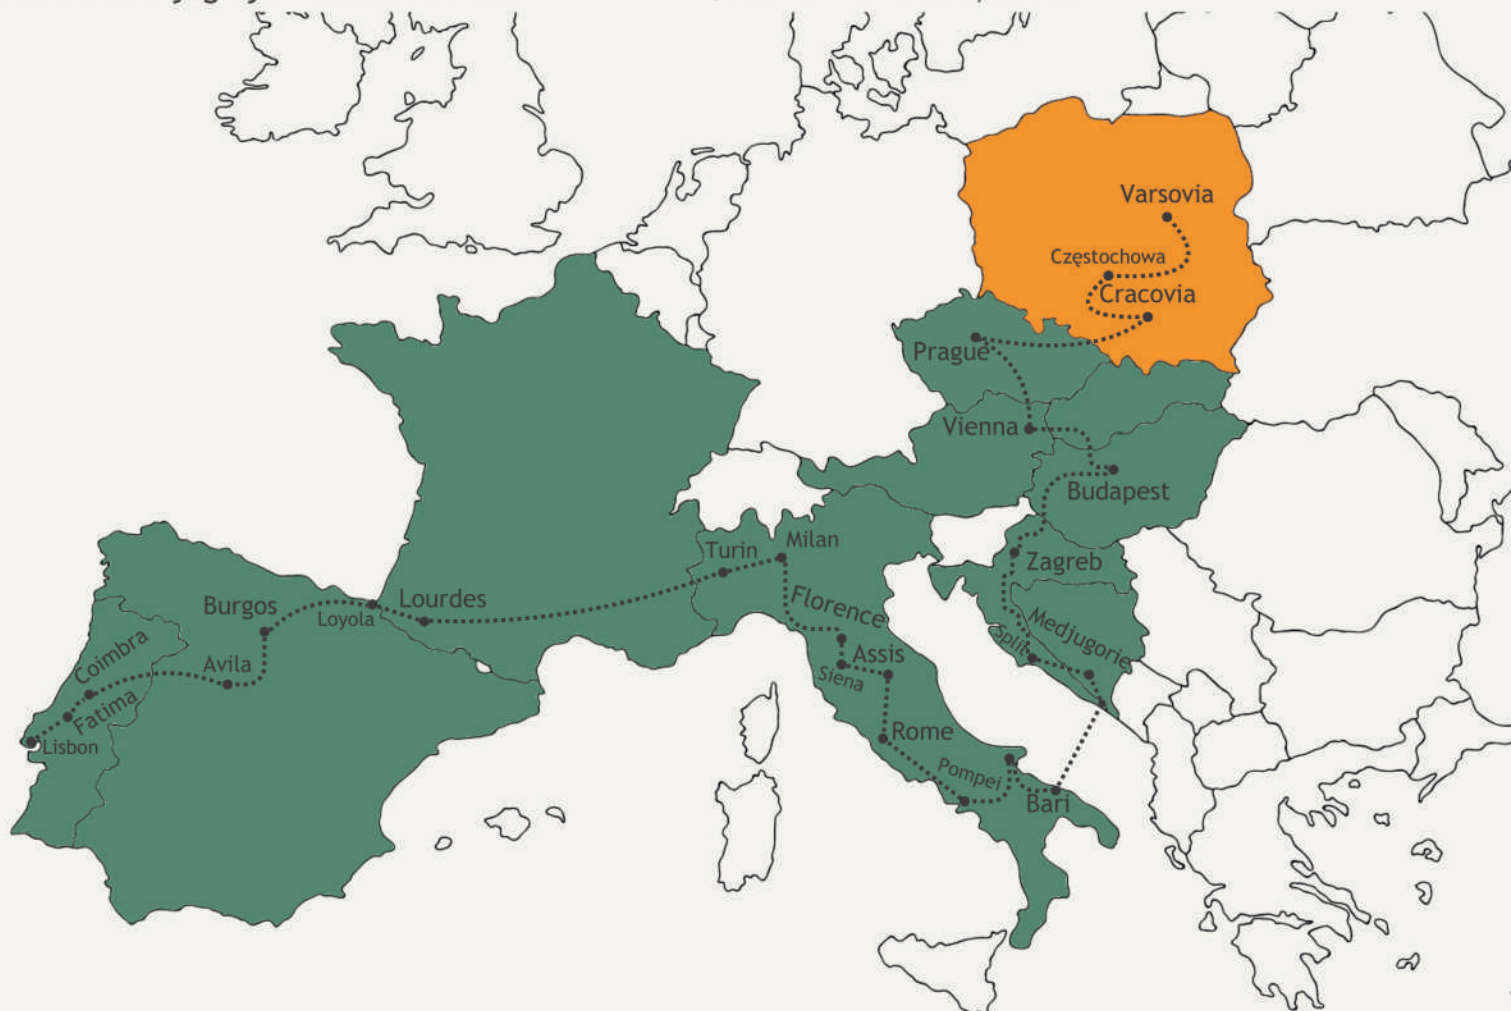 Varsovia
Częstochowa
Cracovia
Prague
Vienna
Budapest
Zagreb
Milan
Turin
Florence
Lourdes
Burgos
Loyola
Medjugorie
Split
Coimbra
Avila
Assis
Siena
Fatima
Lisbon
Rome
Pompei
Bari